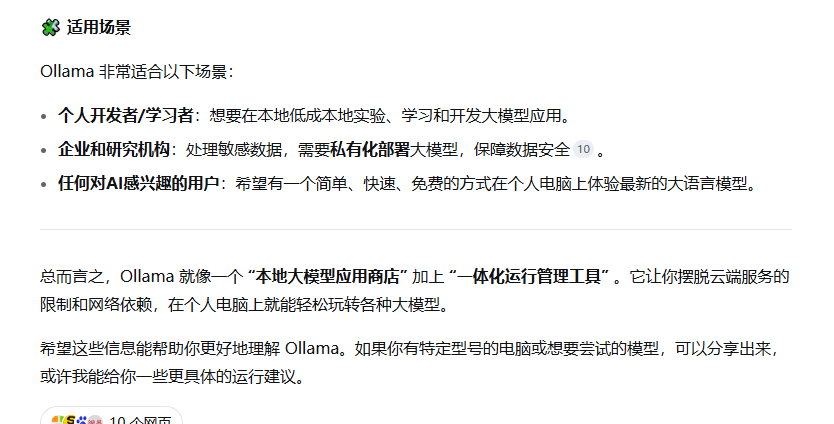 适用场景
Ollama 非常适合以下场景：
个人开发者/学习者：想要在本地低成本地实验、学习和开发大模型应用。
企业和研究机构：处理敏感数据，需要私有化部署大模型，保障数据安全 10 。
任何对AI感兴趣的用户：希望有一个简单、快速、免费的方式在个人电脑上体验最新的大语言模型。
总而言之，Ollama 就像一个 “本地大模型应用商店” 加上 “一体化运行管理工具” 。它让你摆脱云端服务的
限制和网络依赖，在个人电脑上就能轻松玩转各种大模型。
希望这些信息能帮助你更好地理解 Ollama。如果你有特定型号的电脑或想要尝试的模型，可以分享出来，
或许我能给你一些更具体的运行建议。
10 个网页